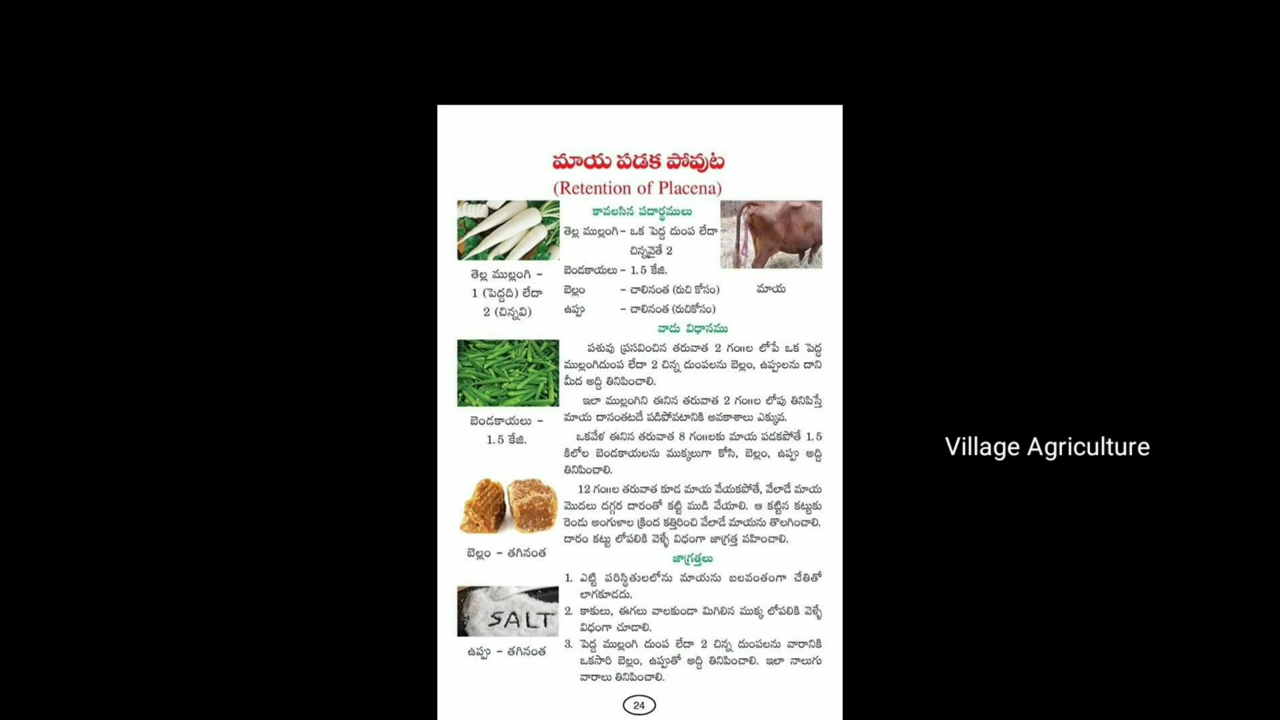 మాయ పడక పోవుట
(Retention of Placena)
కావలసిన పదార్థములు
తెల్ల ముల్లంగి - ఒక పెద్ద దుంప లేదా
చిన్నవైతే 2
బెండకాయలు - 1.5 కేజి.
బెల్లం - చాలినంత (రుచి కోసం)
ఉప్పు - చాలినంత (రుచికోసం)
తెల్ల ముల్లంగి -
1 (పెద్దది) లేదా
2 (చిన్నవి)
మాయ
వాడు విధానము
పశువు ప్రసవించిన తరువాత 2 గం॥ల లోపే ఒక పెద్ద
ముల్లంగిదుంప లేదా 2 చిన్న దుంపలను బెల్లం, ఉప్పులను దాని
మీద అద్ది తినిపించాలి.
ఇలా ముల్లంగిని ఈనిన తరువాత 2 గం॥ల లోపు తినిపిస్తే
మాయ దానంతటదే పడిపోవటానికి అవకాశాలు ఎక్కువ.
ఒకవేళ ఈనిన తరువాత 8 గం॥లకు మాయ పడకపోతే 1.5
కిలోల బెండకాయలను ముక్కలుగా కోసి, బెల్లం, ఉప్పు అద్ది
తినిపించాలి.
12 గం॥ల తరువాత కూడ మాయ వేయకపోతే, వేలాడే మాయ
మొదలు దగ్గర దారంతో కట్టి ముడి వేయాలి. ఆ కట్టిన కట్టుకు
రెండు అంగుళాల క్రింద కత్తిరించి వేలాడే మాయను తొలగించాలి.
దారం కట్టు లోపలికి వెళ్ళే విధంగా జాగ్రత్త వహించాలి.
బెండకాయలు -
1.5 కేజి.
బెల్లం - తగినంత
ఉప్పు - తగినంత
SALT
జాగ్రత్తలు
1. ఎట్టి పరిస్థితులలోను మాయను బలవంతంగా చేతితో
లాగకూడదు.
2. కాకులు, ఈగలు వాలకుండా మిగిలిన ముక్క లోపలికి వెళ్ళే
విధంగా చూడాలి.
3. పెద్ద ముల్లంగి దుంప లేదా 2 చిన్న దుంపలను వారానికి
ఒకసారి బెల్లం, ఉప్పుతో అద్ది తినిపించాలి. ఇలా నాలుగు
వారాలు తినిపించాలి.
24
Village Agriculture